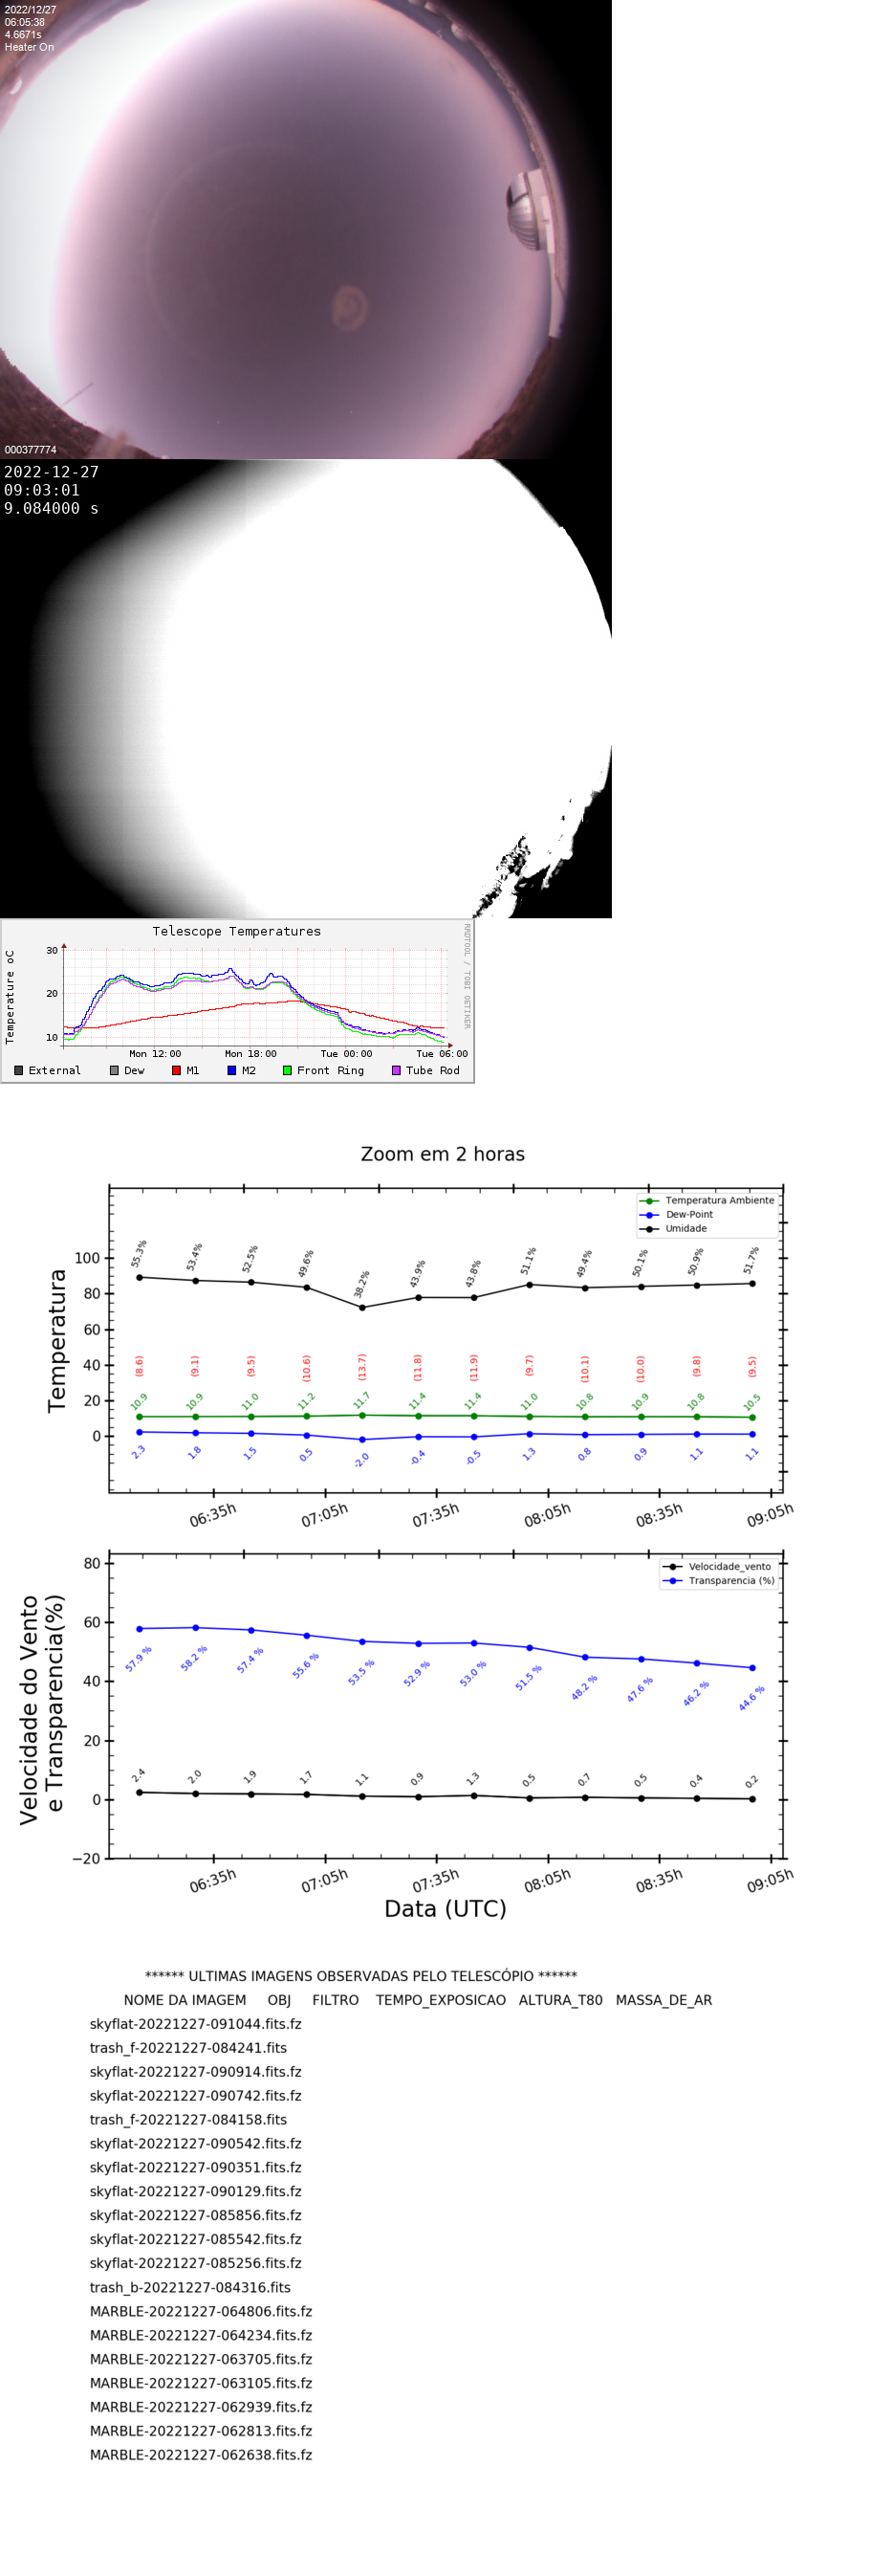 2022/12/27
06:05:38
4.6671s
Heater On
000377774
2022-12-27
09:03:01
9.084000 s
Telescope Temperatures
RRDTOOL / TOBI OETIKER
Temperature oC
30
20
10
Mon 12:00 Mon 18:00 Tue 00:00 Tue 06:00
External Dew M1 M2 Front Ring Tube Rod
Zoom em 2 horas
Temperatura Ambiente
Dew-Point
Umidade
Temperatura
100
80
60
40
20
0
55.3% 53.4% 52.5% 49.6% 38.2% 43.9% 43.8% 51.1% 49.4% 50.1% 50.9% 51.7%
(8.6) (9.1) (9.5) (10.6) (13.7) (11.8) (11.9) (9.7) (10.1) (10.0) (9.8) (9.5)
10.9 10.9 11.0 11.2 11.7 11.4 11.4 11.0 10.8 10.9 10.8 10.5
2.3 1.8 1.5 0.5 -2.0 -0.4 -0.5 1.3 0.8 0.9 1.1 1.1
06:35h 07:05h 07:35h 08:05h 08:35h 09:05h
Velocidade_vento
Transparencia (%)
Velocidade do Vento
e Transparencia(%)
80
60
40
20
0
−20
57.9 % 58.2 % 57.4 % 55.6 % 53.5 % 52.9 % 53.0 % 51.5 % 48.2 % 47.6 % 46.2 % 44.6 %
2.4 2.0 1.9 1.7 1.1 0.9 1.3 0.5 0.7 0.5 0.4 0.2
06:35h 07:05h 07:35h 08:05h 08:35h 09:05h
Data (UTC)
****** ULTIMAS IMAGENS OBSERVADAS PELO TELESCÓPIO ******
NOME DA IMAGEM OBJ FILTRO TEMPO_EXPOSICAO ALTURA_T80 MASSA_DE_AR
skyflat-20221227-091044.fits.fz
trash_f-20221227-084241.fits
skyflat-20221227-090914.fits.fz
skyflat-20221227-090742.fits.fz
trash_f-20221227-084158.fits
skyflat-20221227-090542.fits.fz
skyflat-20221227-090351.fits.fz
skyflat-20221227-090129.fits.fz
skyflat-20221227-085856.fits.fz
skyflat-20221227-085542.fits.fz
skyflat-20221227-085256.fits.fz
trash_b-20221227-084316.fits
MARBLE-20221227-064806.fits.fz
MARBLE-20221227-064234.fits.fz
MARBLE-20221227-063705.fits.fz
MARBLE-20221227-063105.fits.fz
MARBLE-20221227-062939.fits.fz
MARBLE-20221227-062813.fits.fz
MARBLE-20221227-062638.fits.fz